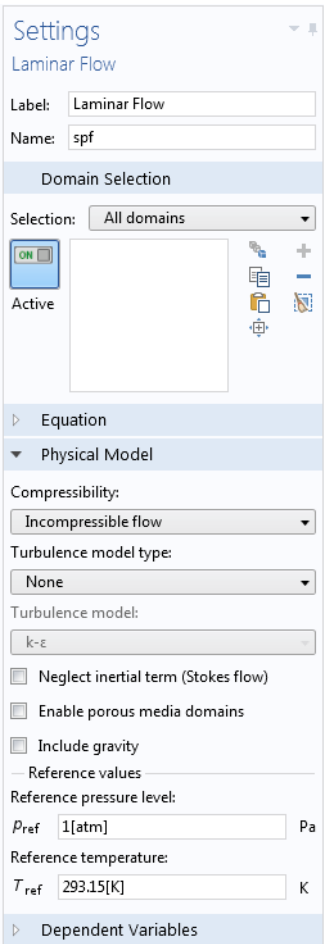 Settings
Laminar Flow
Label: Laminar Flow
Name: spf
Domain Selection
Selection: All domains
ON
Active
Equation
Physical Model
Compressibility:
Incompressible flow
Turbulence model type:
None
Turbulence model:
k-ε
Neglect inertial term (Stokes flow)
Enable porous media domains
Include gravity
Reference values
Reference pressure level:
pref 1[atm] Pa
Reference temperature:
Tref 293.15[K] K
Dependent Variables